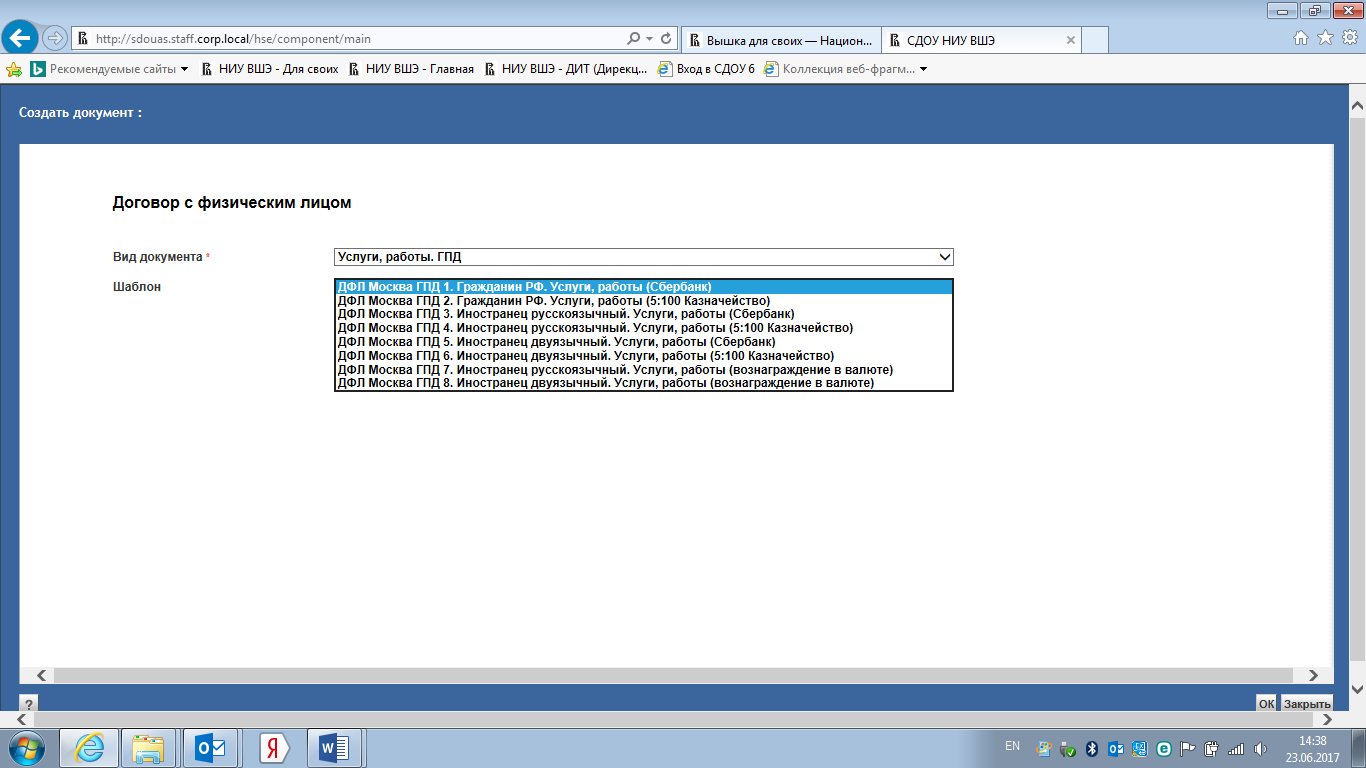 http://sdouas.staff.corp.local/hse/component/main
Вышка для своих — Национ...
СДОУ НИУ ВШЭ
Рекомендуемые сайты
НИУ ВШЭ - Для своих
НИУ ВШЭ - Главная
НИУ ВШЭ - ДИТ (Дирекц...
Вход в СДОУ 6
Коллекция веб-фрагм...
Создать документ :
Договор с физическим лицом
Вид документа *
Услуги, работы. ГПД
Шаблон
ДФЛ Москва ГПД 1. Гражданин РФ. Услуги, работы (Сбербанк)
ДФЛ Москва ГПД 2. Гражданин РФ. Услуги, работы (5:100 Казначейство)
ДФЛ Москва ГПД 3. Иностранец русскоязычный. Услуги, работы (Сбербанк)
ДФЛ Москва ГПД 4. Иностранец русскоязычный. Услуги, работы (5:100 Казначейство)
ДФЛ Москва ГПД 5. Иностранец двуязычный. Услуги, работы (Сбербанк)
ДФЛ Москва ГПД 6. Иностранец двуязычный. Услуги, работы (5:100 Казначейство)
ДФЛ Москва ГПД 7. Иностранец русскоязычный. Услуги, работы (вознаграждение в валюте)
ДФЛ Москва ГПД 8. Иностранец двуязычный. Услуги, работы (вознаграждение в валюте)
?
ОК
Закрыть
EN
14:38
23.06.2017